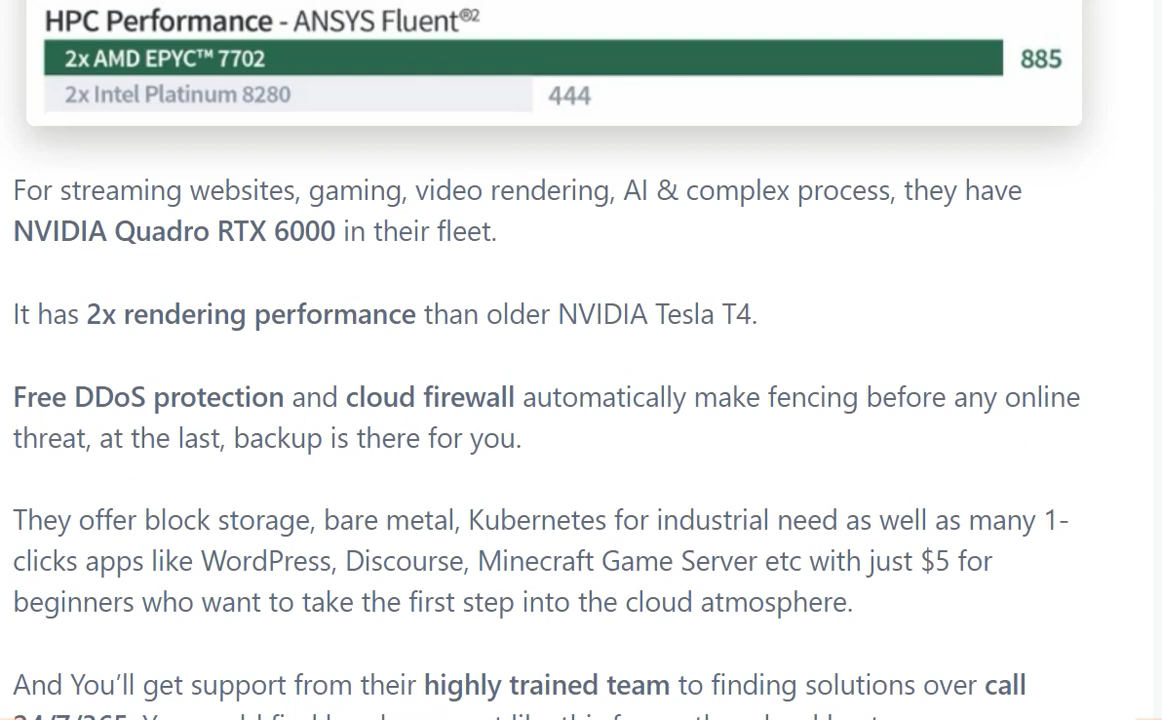 HPC Performance - ANSYS Fluent®2
2x AMD EPYC™ 7702 885
2x Intel Platinum 8280 444
For streaming websites, gaming, video rendering, AI & complex process, they have
NVIDIA Quadro RTX 6000 in their fleet.
It has 2x rendering performance than older NVIDIA Tesla T4.
Free DDoS protection and cloud firewall automatically make fencing before any online
threat, at the last, backup is there for you.
They offer block storage, bare metal, Kubernetes for industrial need as well as many 1-
clicks apps like WordPress, Discourse, Minecraft Game Server etc with just $5 for
beginners who want to take the first step into the cloud atmosphere.
And You’ll get support from their highly trained team to finding solutions over call
24/7/365.